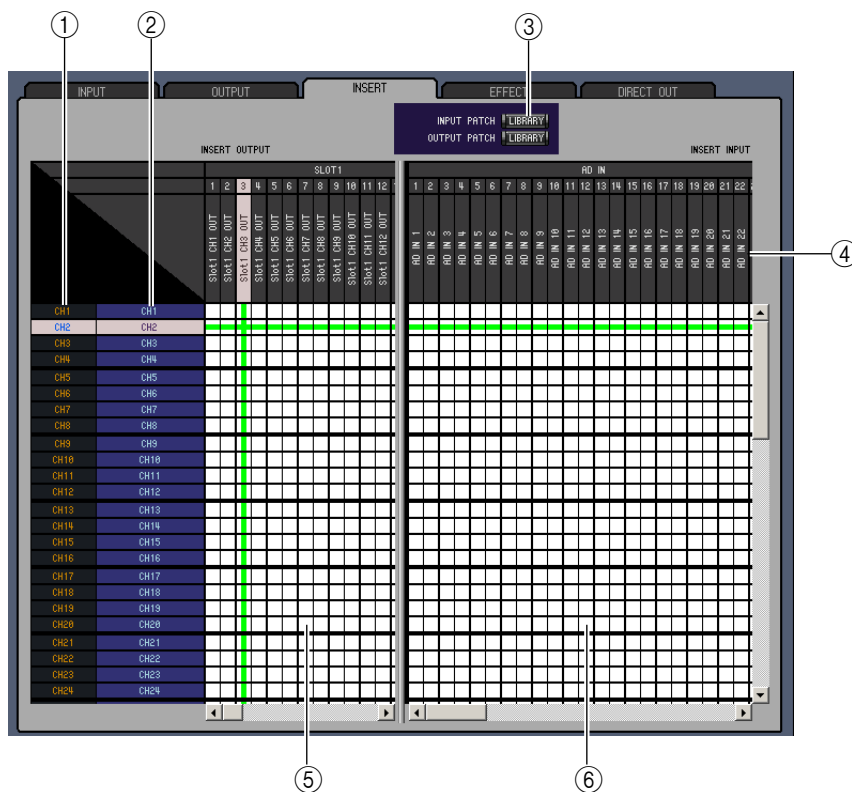 ① ② ③
INPUT OUTPUT INSERT EFFECT DIRECT OUT
INPUT PATCH LIBRARY
OUTPUT PATCH LIBRARY
INSERT OUTPUT INSERT INPUT
SLOT1 AD IN
1 2 3 4 5 6 7 8 9 10 11 12 1 2 3 4 5 6 7 8 9 10 11 12 13 14 15 16 17 18 19 20 21 22
Slot1 CH1 OUT
Slot1 CH2 OUT
Slot1 CH3 OUT
Slot1 CH4 OUT
Slot1 CH5 OUT
Slot1 CH6 OUT
Slot1 CH7 OUT
Slot1 CH8 OUT
Slot1 CH9 OUT
Slot1 CH10 OUT
Slot1 CH11 OUT
Slot1 CH12 OUT
AD IN 1
AD IN 2
AD IN 3
AD IN 4
AD IN 5
AD IN 6
AD IN 7
AD IN 8
AD IN 9
AD IN 10
AD IN 11
AD IN 12
AD IN 13
AD IN 14
AD IN 15
AD IN 16
AD IN 17
AD IN 18
AD IN 19
AD IN 20
AD IN 21
AD IN 22
④
CH1 CH1
CH2 CH2
CH3 CH3
CH4 CH4
CH5 CH5
CH6 CH6
CH7 CH7
CH8 CH8
CH9 CH9
CH10 CH10
CH11 CH11
CH12 CH12
CH13 CH13
CH14 CH14
CH15 CH15
CH16 CH16
CH17 CH17
CH18 CH18
CH19 CH19
CH20 CH20
CH21 CH21
CH22 CH22
CH23 CH23
CH24 CH24
⑤ ⑥